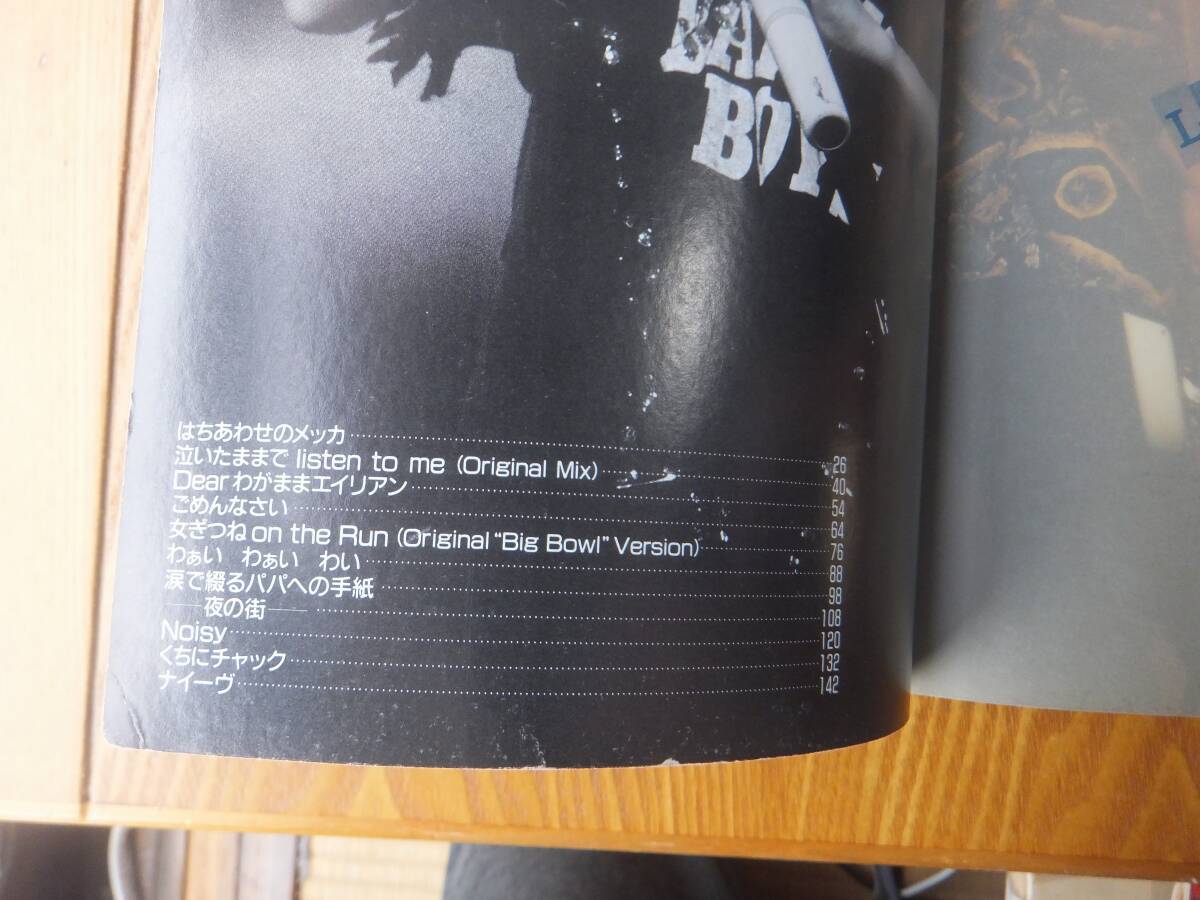 BOY
L
はちあわせのメッカ 26
泣いたままで listen to me (Original Mix) 40
Dearわがままエイリアン 54
ごめんなさい 64
女ぎつね on the Run (Original "Big Bowl" Version) 76
わぁい わぁい わい 88
涙で綴るパパへの手紙 98
── 夜の街 ── 108
Noisy 120
くちにチャック 132
ナイーヴ 142